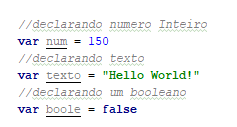 //declarando numero Inteiro
var num = 150
//declarando texto
var texto = "Hello World!"
//declarando um booleano
var boole = false